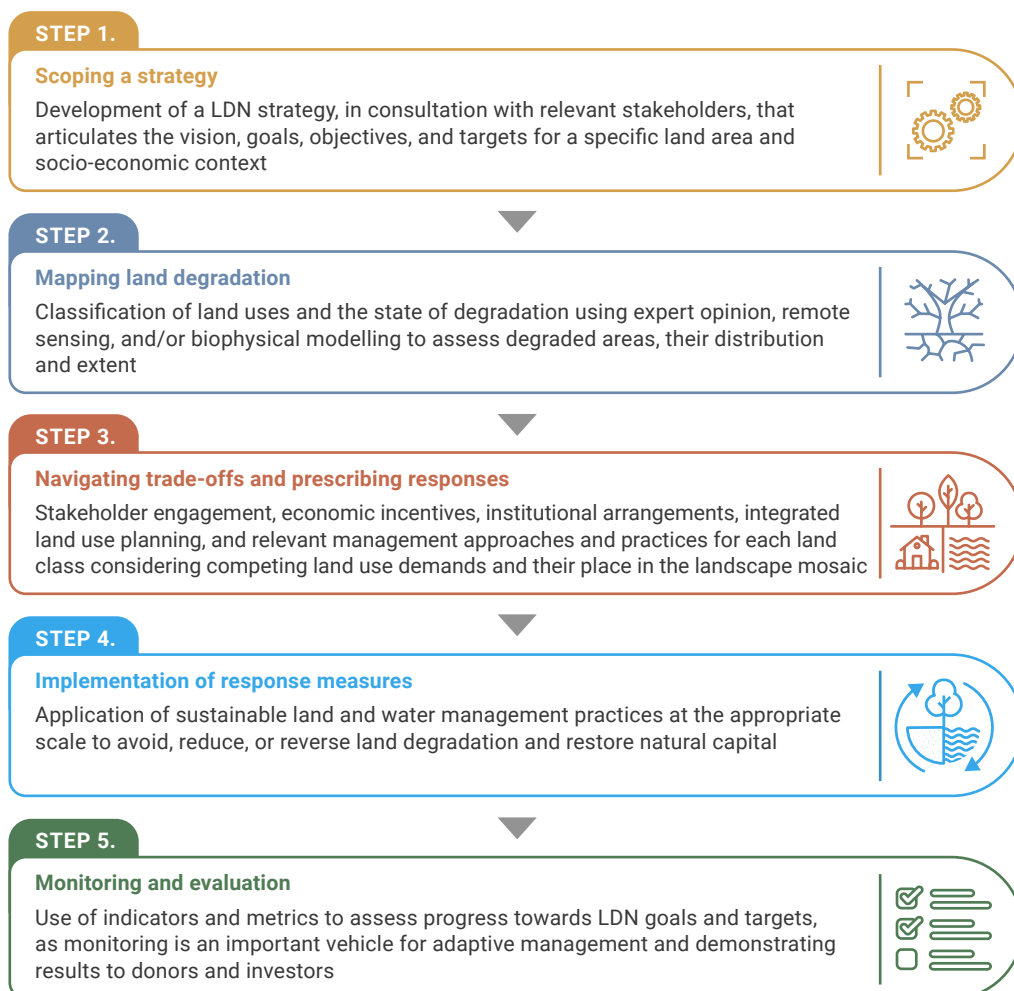 STEP 1.
Scoping a strategy
Development of a LDN strategy, in consultation with relevant stakeholders, that
articulates the vision, goals, objectives, and targets for a specific land area and
socio-economic context
STEP 2.
Mapping land degradation
Classification of land uses and the state of degradation using expert opinion, remote
sensing, and/or biophysical modelling to assess degraded areas, their distribution
and extent
STEP 3.
Navigating trade-offs and prescribing responses
Stakeholder engagement, economic incentives, institutional arrangements, integrated
land use planning, and relevant management approaches and practices for each land
class considering competing land use demands and their place in the landscape mosaic
STEP 4.
Implementation of response measures
Application of sustainable land and water management practices at the appropriate
scale to avoid, reduce, or reverse land degradation and restore natural capital
STEP 5.
Monitoring and evaluation
Use of indicators and metrics to assess progress towards LDN goals and targets,
as monitoring is an important vehicle for adaptive management and demonstrating
results to donors and investors